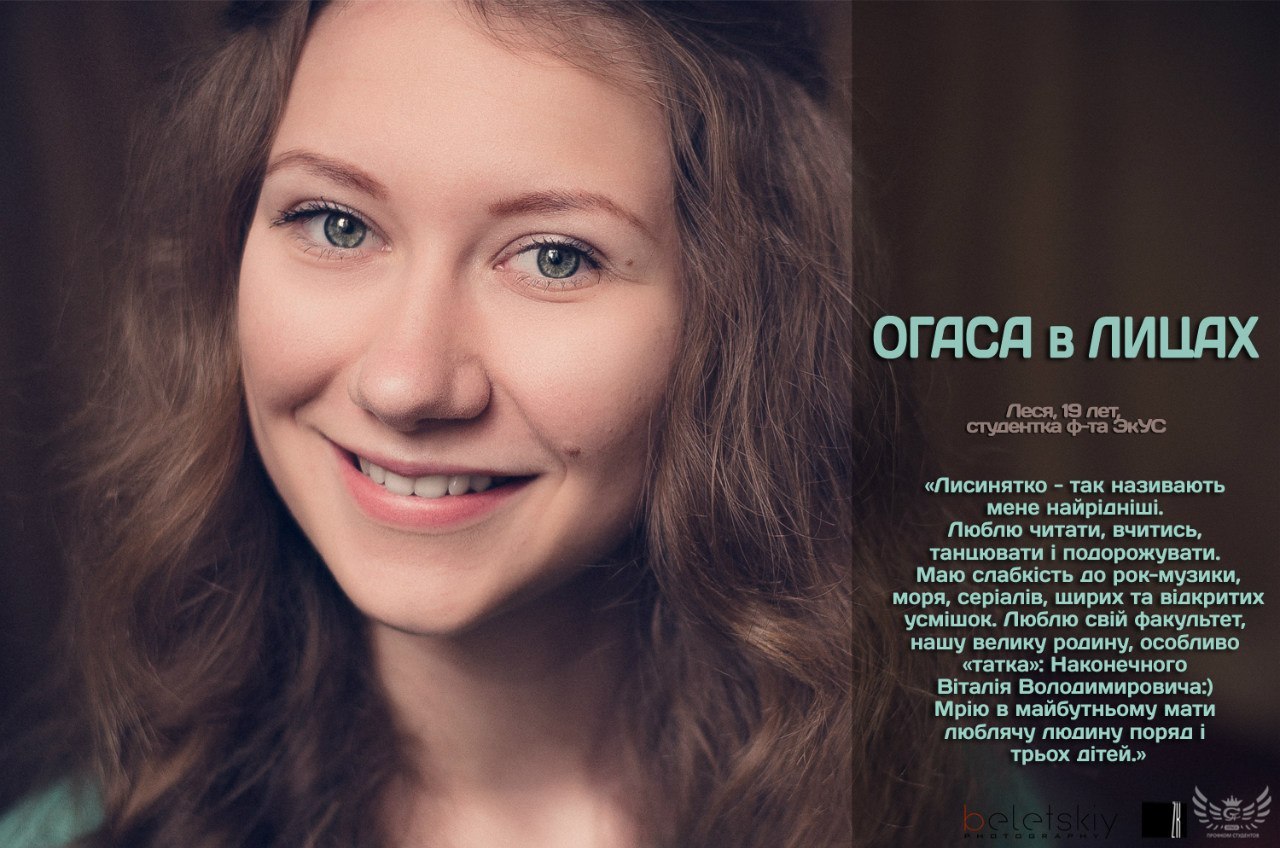 ОГАСА в ЛИЦАХ
Леся, 19 лет,
студентка ф-та ЭкУС
«Лисинятко - так називають
мене найрідніші.
Люблю читати, вчитись,
танцювати і подорожувати.
Маю слабкість до рок-музики,
моря, серіалів, щирих та відкритих
усмішок. Люблю свій факультет,
нашу велику родину, особливо
«татка»: Наконечного
Віталія Володимировича:)
Мрію в майбутньому мати
люблячу людину поряд і
трьох дітей.»
beletskiy
PHOTOGRAPHY
ПРОФКОМ СТУДЕНТОВ